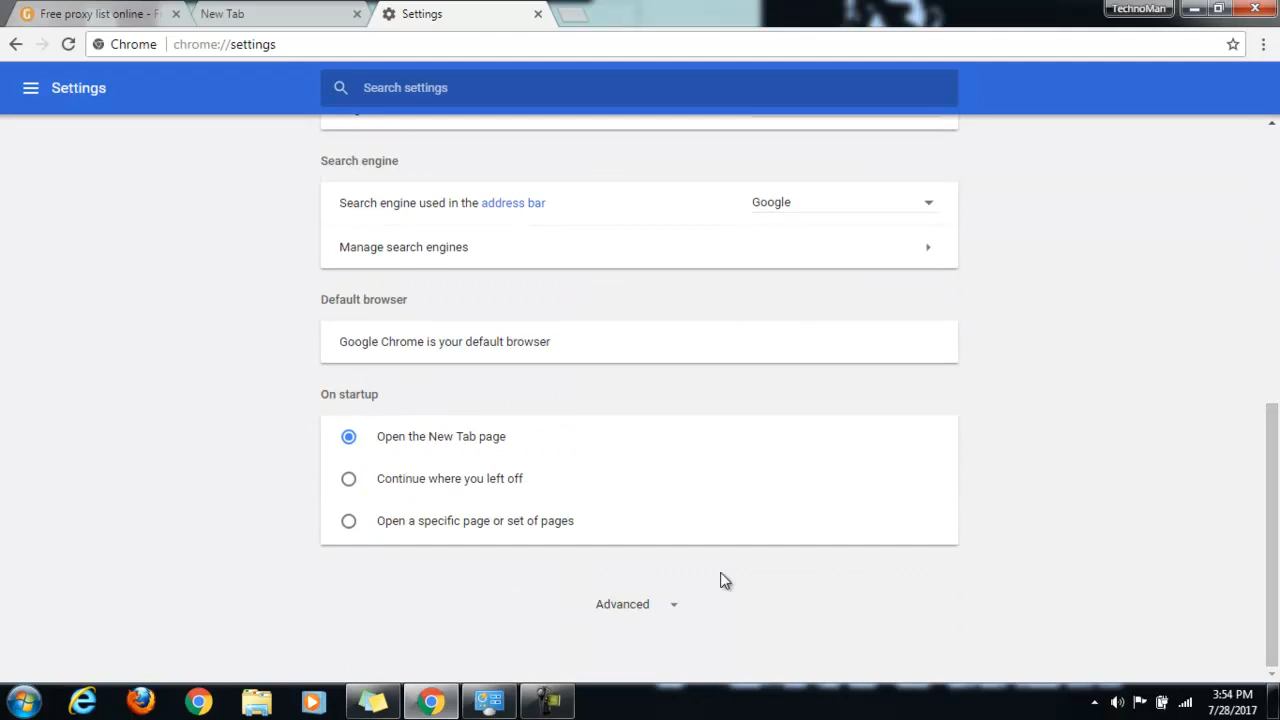 Free proxy list online - F
New Tab
Settings
TechnoMan
Chrome
chrome://settings
Settings
Search settings
Search engine
Search engine used in the address bar
Google
Manage search engines
Default browser
Google Chrome is your default browser
On startup
Open the New Tab page
Continue where you left off
Open a specific page or set of pages
Advanced
3:54 PM
7/28/2017